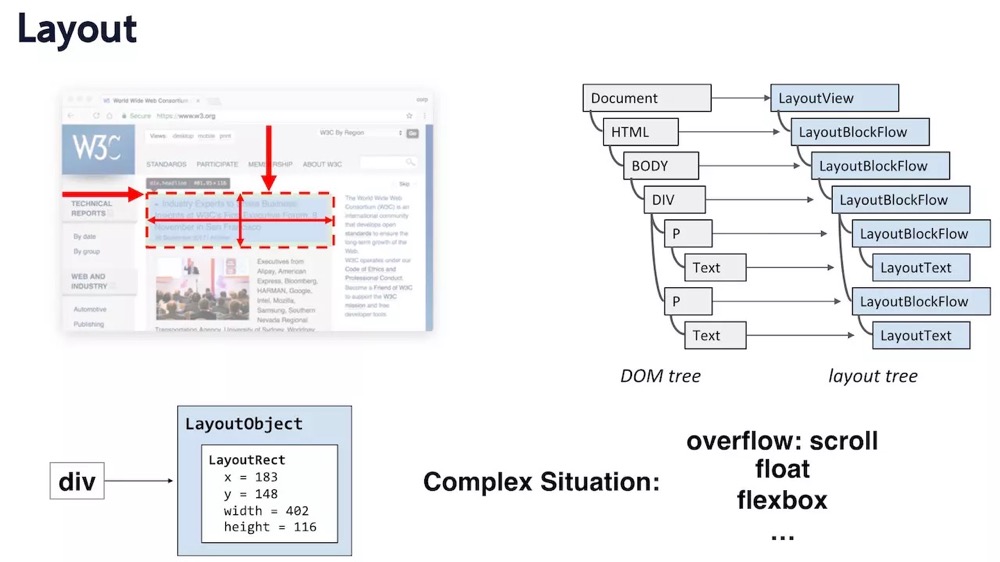 Layout
World Wide Web Consortium
Secure https://www.w3.org
Views: desktop mobile print
W3C By Region
Go
W3C
STANDARDS PARTICIPATE MEMBERSHIP ABOUT W3C
Skip
TECHNICAL
REPORTS
By date
By group
WEB AND
INDUSTRY
Automotive
Publishing
Industry Experts to
Business
November in San Francisco
Executives from
Alipay, American
Express, Bloomberg,
HARMAN, Google,
Intel, Mozilla,
Samsung, Southern
Nevada Regional
Transportation Agency, University of Sydney, Worldpay
The World Wide Web
Consortium (W3C) is an
international community
that develops open
standards to ensure the
long-term growth of the
Web.
W3C operates under our
Code of Ethics and
Professional Conduct
Become a Friend of W3C
to support the W3C
mission and free
developer tools.
Document
LayoutView
HTML
LayoutBlockFlow
BODY
LayoutBlockFlow
DIV
LayoutBlockFlow
P
LayoutBlockFlow
Text
LayoutText
P
LayoutBlockFlow
Text
LayoutText
DOM tree
layout tree
div
LayoutObject
LayoutRect
x = 183
y = 148
width = 402
height = 116
Complex Situation:
overflow: scroll
float
flexbox
...